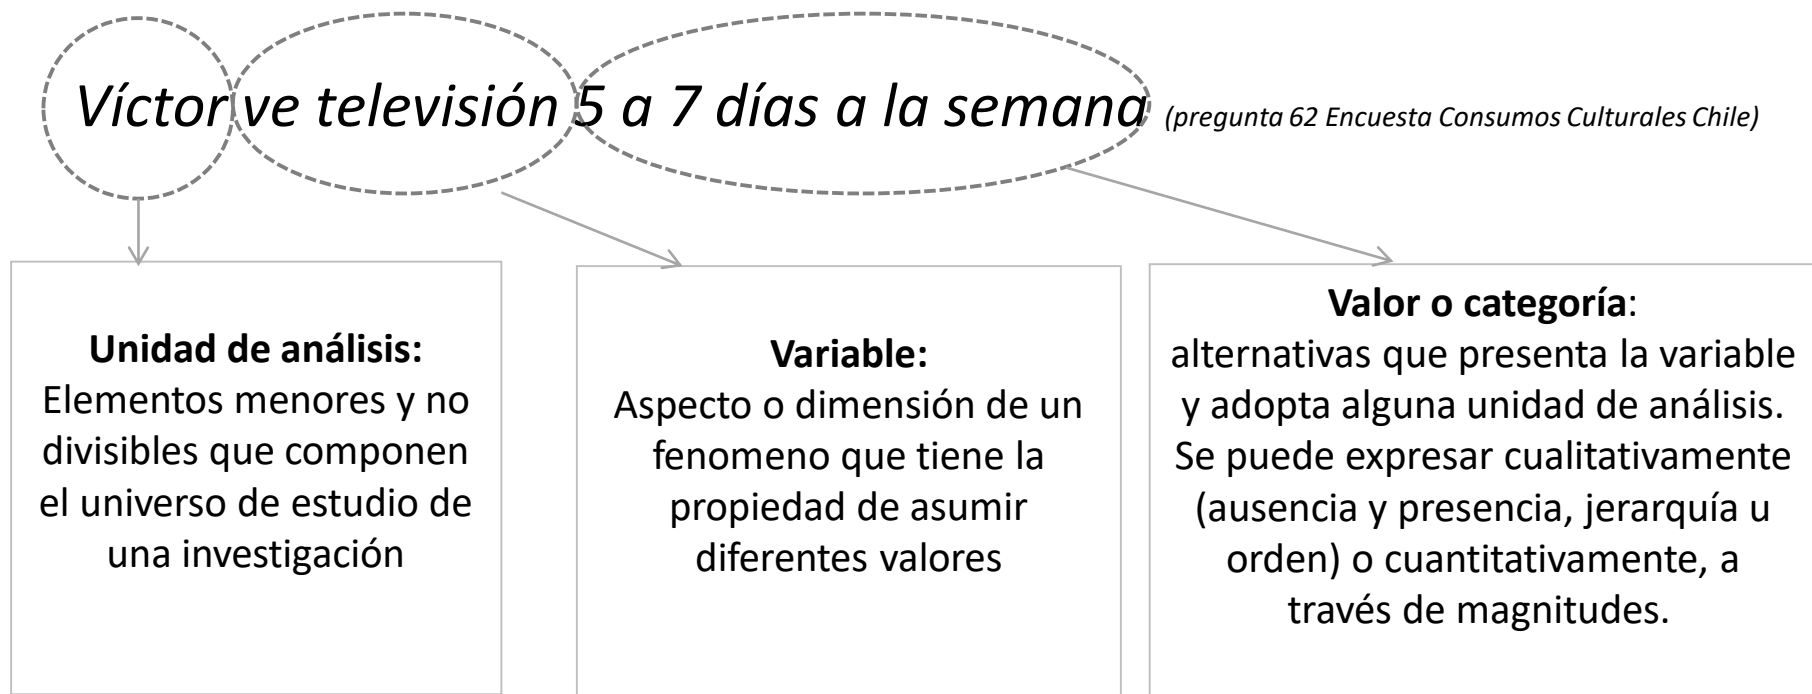 Víctor ve televisión 5 a 7 días a la semana (pregunta 62 Encuesta Consumos Culturales Chile)
Unidad de análisis:
Elementos menores y no
divisibles que componen
el universo de estudio de
una investigación
Variable:
Aspecto o dimensión de un
fenomeno que tiene la
propiedad de asumir
diferentes valores
Valor o categoría:
alternativas que presenta la variable
y adopta alguna unidad de análisis.
Se puede expresar cualitativamente
(ausencia y presencia, jerarquía u
orden) o cuantitativamente, a
través de magnitudes.